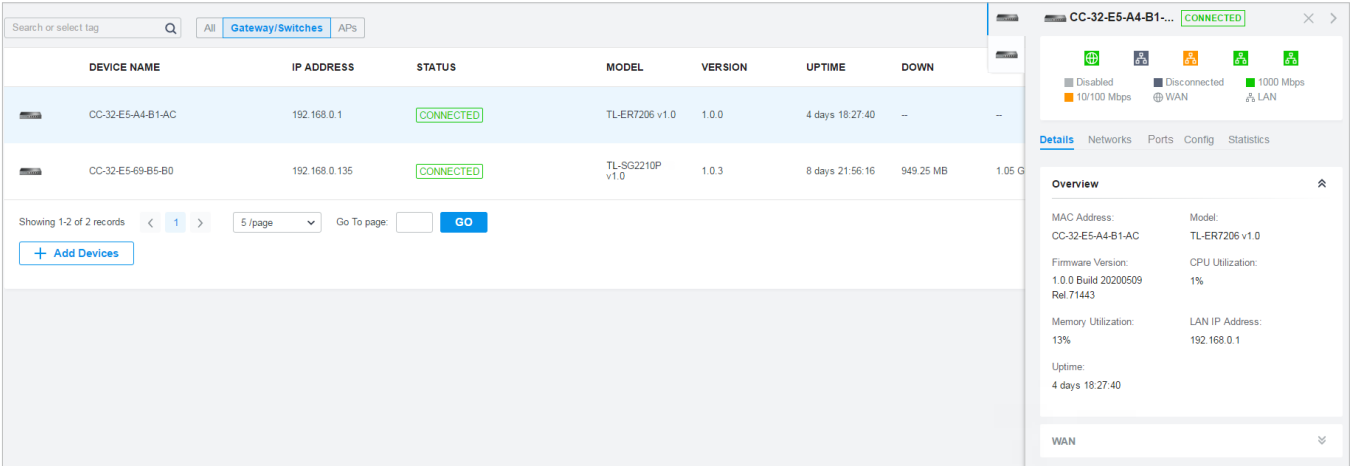 Search or select tag
All Gateway/Switches APs
DEVICE NAME IP ADDRESS STATUS MODEL VERSION UPTIME DOWN
CC-32-E5-A4-B1-AC 192.168.0.1 CONNECTED TL-ER7206 v1.0 1.0.0 4 days 18:27:40 -- --
CC-32-E5-69-B5-B0 192.168.0.135 CONNECTED TL-SG2210P v1.0 1.0.3 8 days 21:56:16 949.25 MB 1.05 G
Showing 1-2 of 2 records < 1 > 5 /page Go To page: GO
+ Add Devices
CC-32-E5-A4-B1-... CONNECTED
Disabled Disconnected 1000 Mbps
10/100 Mbps WAN LAN
Details Networks Ports Config Statistics
Overview
MAC Address: Model:
CC-32-E5-A4-B1-AC TL-ER7206 v1.0
Firmware Version: CPU Utilization:
1.0.0 Build 20200509 1%
Rel.71443
Memory Utilization: LAN IP Address:
13% 192.168.0.1
Uptime:
4 days 18:27:40
WAN